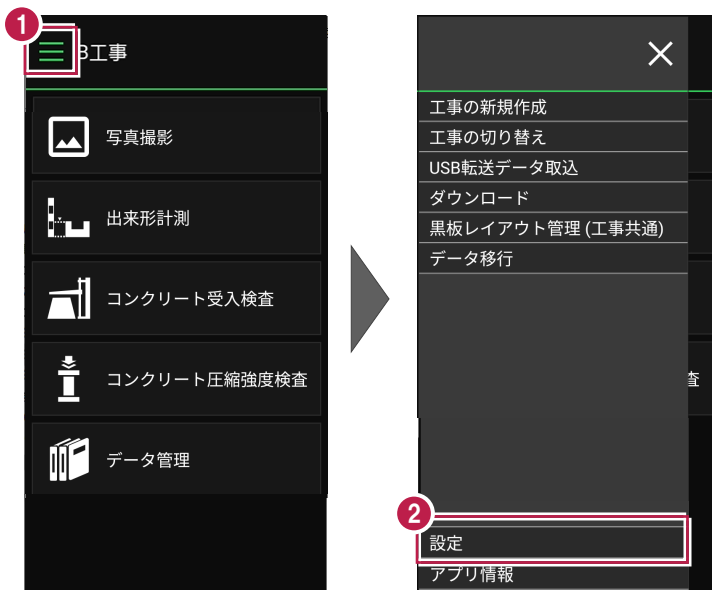 1
B工事
写真撮影
出来形計測
コンクリート受入検査
コンクリート圧縮強度検査
データ管理
工事の新規作成
工事の切り替え
USB転送データ取込
ダウンロード
黒板レイアウト管理 (工事共通)
データ移行
査
2
設定
アプリ情報